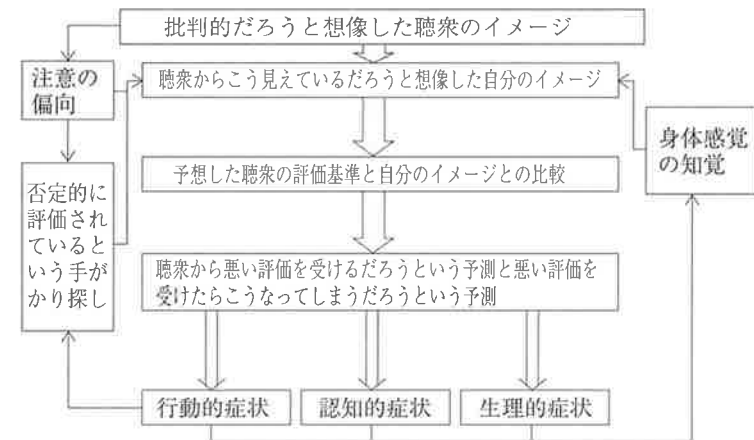 批判的だろうと想像した聴衆のイメージ
注意の
偏向
聴衆からこう見えているだろうと想像した自分のイメージ
身体感覚
の知覚
予想した聴衆の評価基準と自分のイメージとの比較
否定的に
評価され
ているると
いう手が
かり探し
聴衆から悪い評価を受けるだろうという予測と悪い評価を
受けたらこうなってしまうだろうという予測
行動的症状
認知的症状
生理的症状